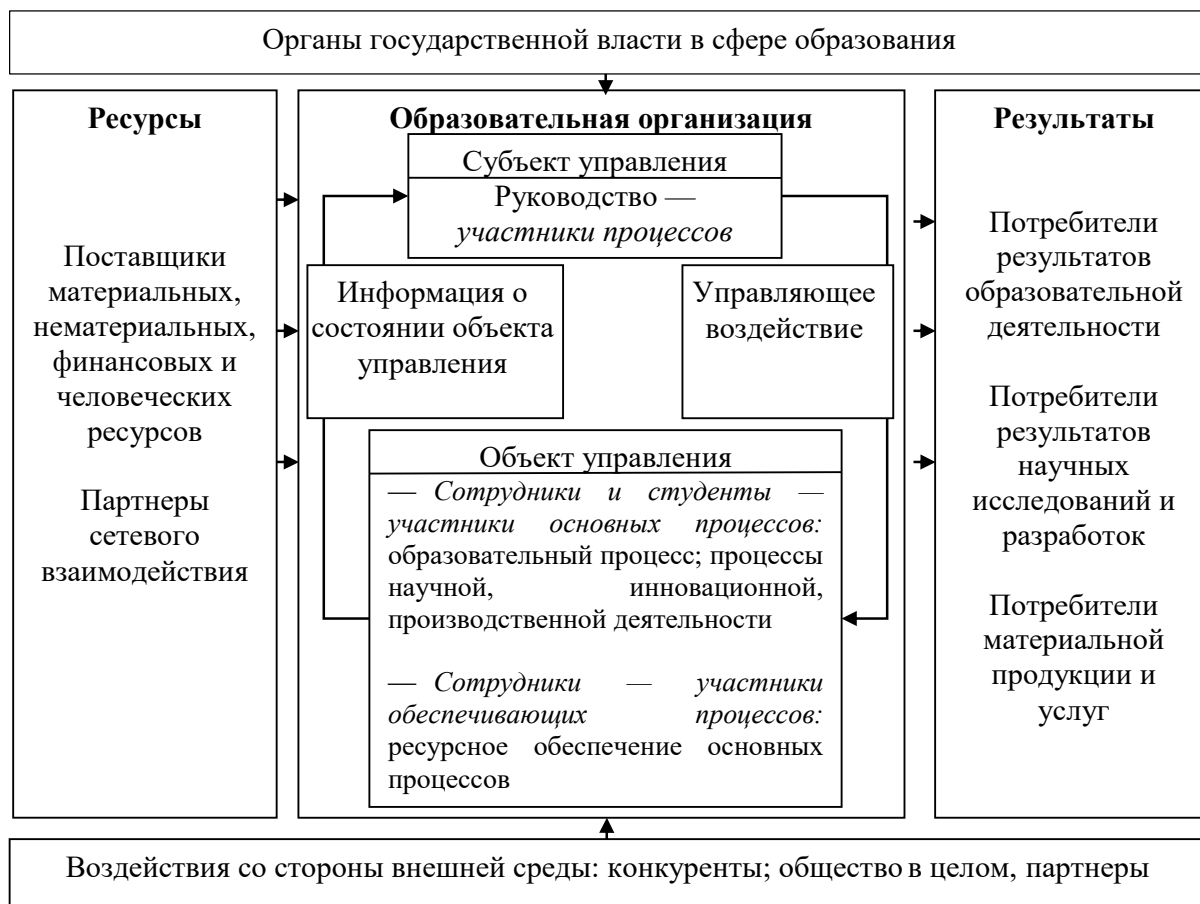 Органы государственной власти в сфере образования
Ресурсы
Поставщики
материальных,
нематериальных,
финансовых и
человеческих
ресурсов
Партнеры
сетевого
взаимодействия
Образовательная организация
Субъект управления
Руководство —
участники процессов
Информация о
состоянии объекта
управления
Управляющее
воздействие
Объект управления
— Сотрудники и студенты —
участники основных процессов:
образовательный процесс; процессы
научной, инновационной,
производственной деятельности
— Сотрудники — участники
обеспечивающих процессов:
ресурсное обеспечение основных
процессов
Результаты
Потребители
результатов
образовательной
деятельности
Потребители
результатов
научных
исследований и
разработок
Потребители
материальной
продукции и
услуг
Воздействия со стороны внешней среды: конкуренты; общество в целом, партнеры